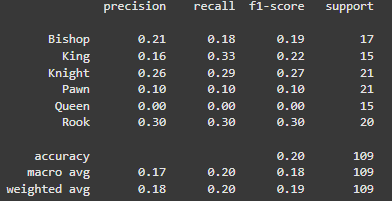 precision recall f1-score support
Bishop 0.21 0.18 0.19 17
King 0.16 0.33 0.22 15
Knight 0.26 0.29 0.27 21
Pawn 0.10 0.10 0.10 21
Queen 0.00 0.00 0.00 15
Rook 0.30 0.30 0.30 20
accuracy 0.20 109
macro avg 0.17 0.20 0.18 109
weighted avg 0.18 0.20 0.19 109